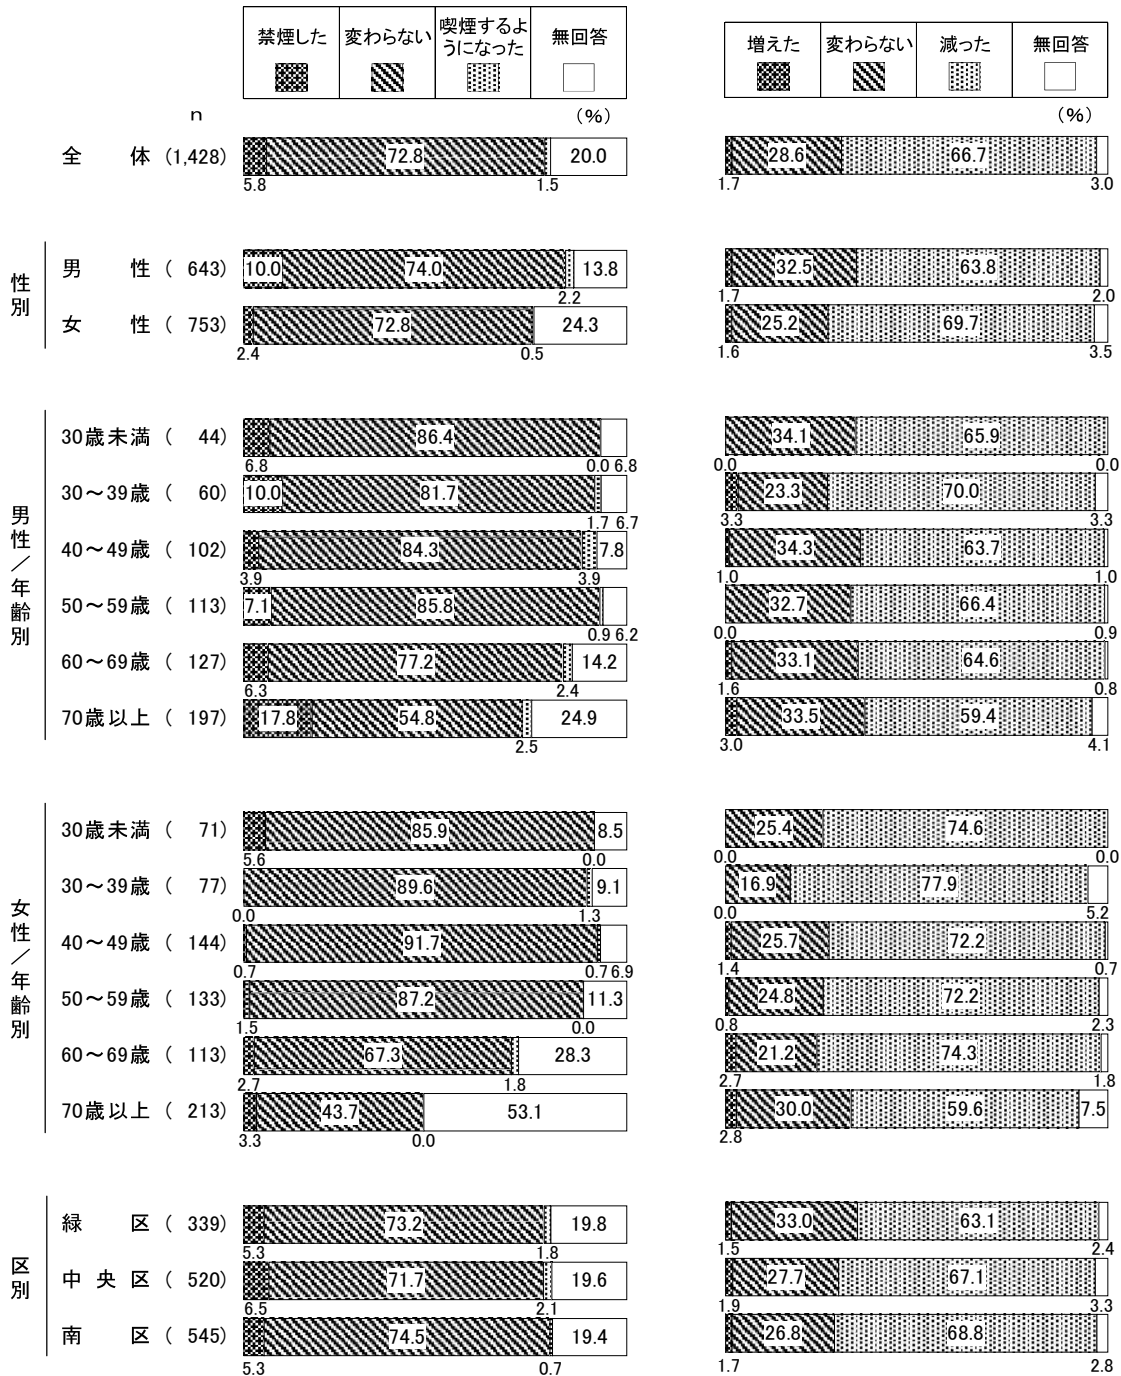 禁煙した 変わらない 喫煙するよ
うになった 無回答
増えた 変わらない 減った 無回答
n (%) (%)
全体 (1,428) 72.8 20.0 28.6 66.7
5.8 1.5 1.7 3.0
性別
男性 ( 643) 10.0 74.0 13.8 32.5 63.8
2.2 1.7 2.0
女性 ( 753) 72.8 24.3 25.2 69.7
2.4 0.5 1.6 3.5
男性/年齢別
30歳未満 ( 44) 86.4 34.1 65.9
6.8 0.0 6.8 0.0 0.0
30~39歳 ( 60) 10.0 81.7 23.3 70.0
1.7 6.7 3.3 3.3
40~49歳 ( 102) 84.3 7.8 34.3 63.7
3.9 3.9 1.0 1.0
50~59歳 ( 113) 7.1 85.8 32.7 66.4
0.9 6.2 0.0 0.9
60~69歳 ( 127) 77.2 14.2 33.1 64.6
6.3 2.4 1.6 0.8
70歳以上 ( 197) 17.8 54.8 24.9 33.5 59.4
2.5 3.0 4.1
女性/年齢別
30歳未満 ( 71) 85.9 8.5 25.4 74.6
5.6 0.0 0.0 0.0
30~39歳 ( 77) 89.6 9.1 16.9 77.9
0.0 1.3 0.0 5.2
40~49歳 ( 144) 91.7 25.7 72.2
0.7 0.7 6.9 1.4 0.7
50~59歳 ( 133) 87.2 11.3 24.8 72.2
1.5 0.0 0.8 2.3
60~69歳 ( 113) 67.3 28.3 21.2 74.3
2.7 1.8 2.7 1.8
70歳以上 ( 213) 43.7 53.1 30.0 59.6 7.5
3.3 0.0 2.8
区別
緑区 ( 339) 73.2 19.8 33.0 63.1
5.3 1.8 1.5 2.4
中央区 ( 520) 71.7 19.6 27.7 67.1
6.5 2.1 1.9 3.3
南区 ( 545) 74.5 19.4 26.8 68.8
5.3 0.7 1.7 2.8